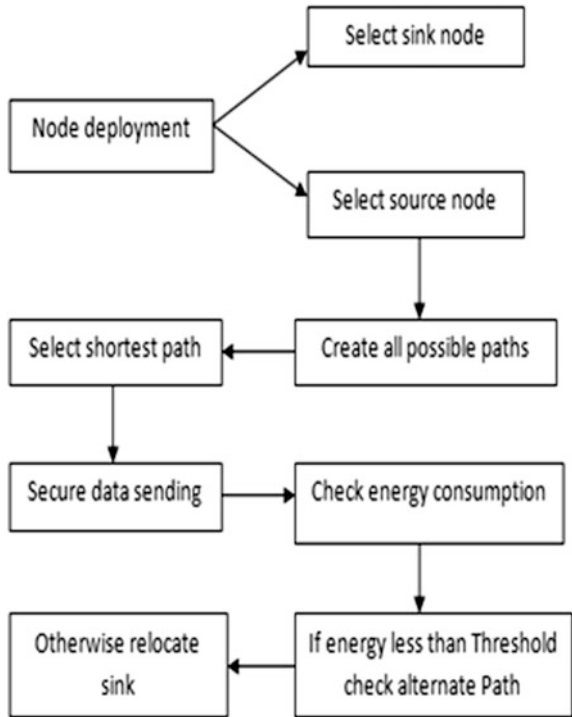 Select sink node
Node deployment
Select source node
Select shortest path
Create all possible paths
Secure data sending
Check energy consumption
Otherwise relocate
sink
If energy less than Threshold
check alternate Path